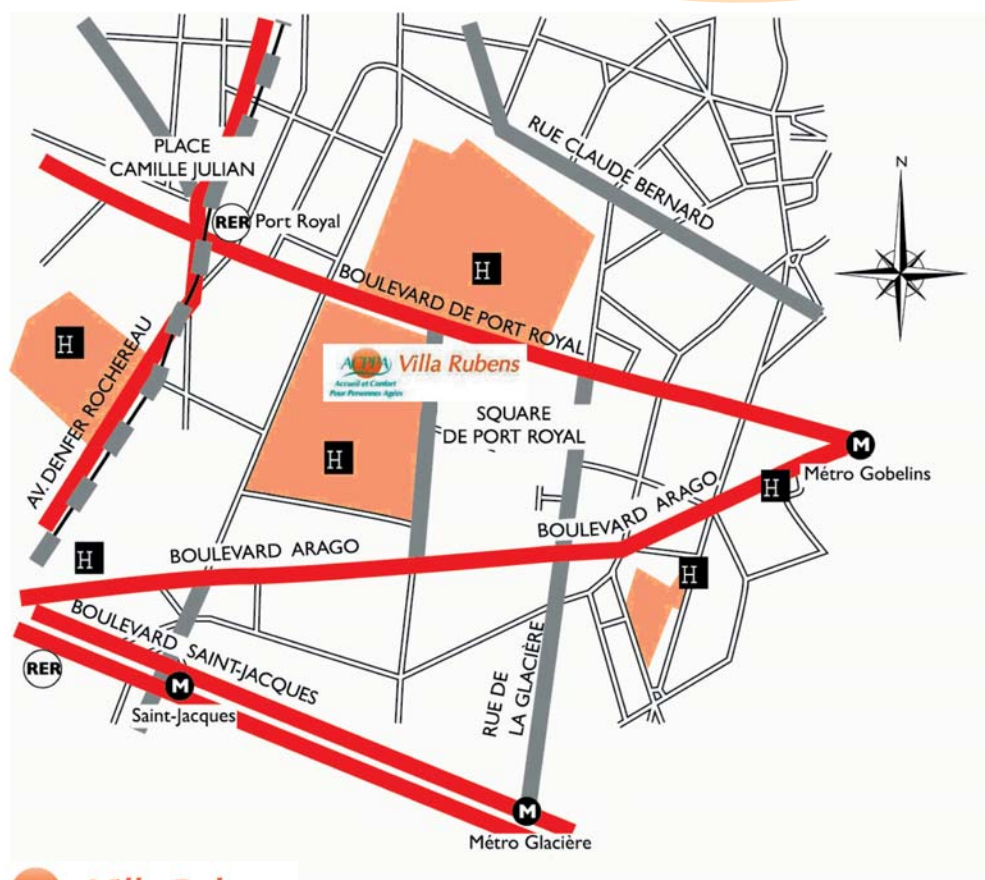 PLACE
CAMILLE JULIAN
RUE CLAUDE BERNARD
N
RER Port Royal
H
BOULEVARD DE PORT ROYAL
H
AV. DENFER ROCHEREAU
ACPPA Villa Rubens
Accueil et Confort
Pour Personnes Agées
SQUARE
DE PORT ROYAL
H
M
Métro Gobelins
H
BOULEVARD ARAGO
BOULEVARD ARAGO
H
H
BOULEVARD SAINT-JACQUES
RER
M
Saint-Jacques
RUE DE
LA GLACIÈRE
M
Métro Glacière